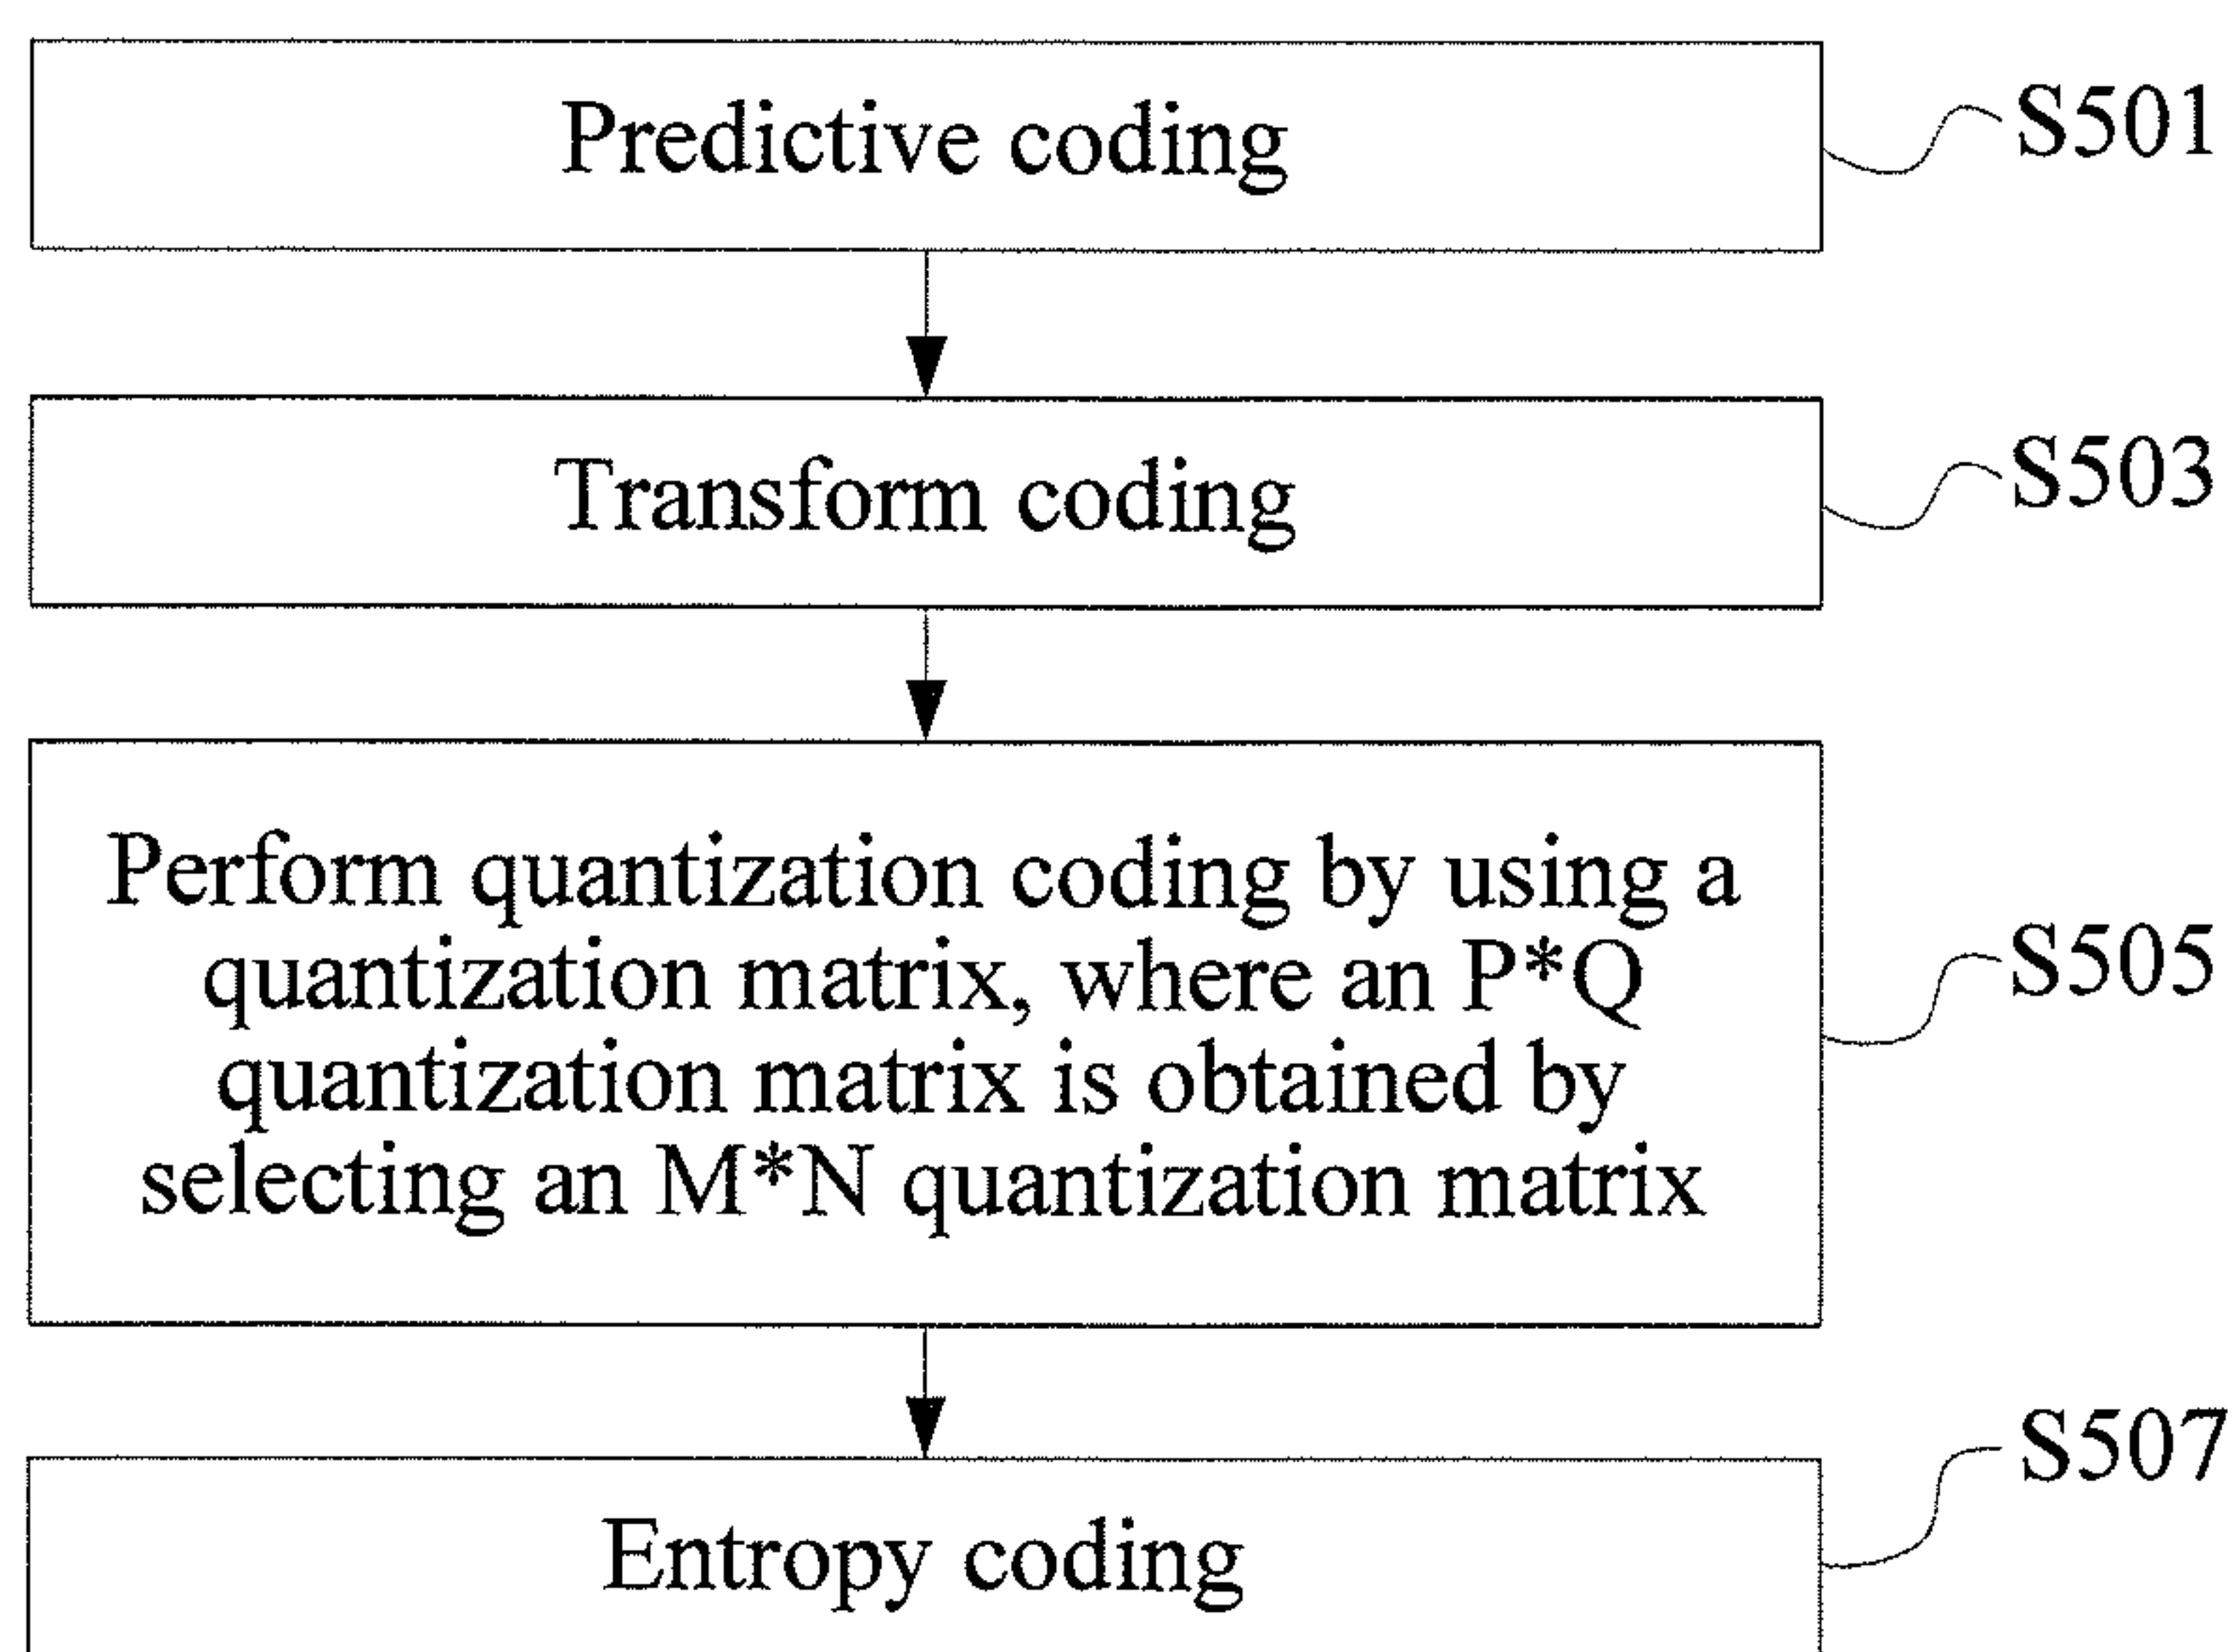 Predictive coding
S501
Transform coding
S503
Perform quantization coding by using a
quantization matrix, where an P*Q
quantization matrix is obtained by
selecting an M*N quantization matrix
S505
Entropy coding
S507